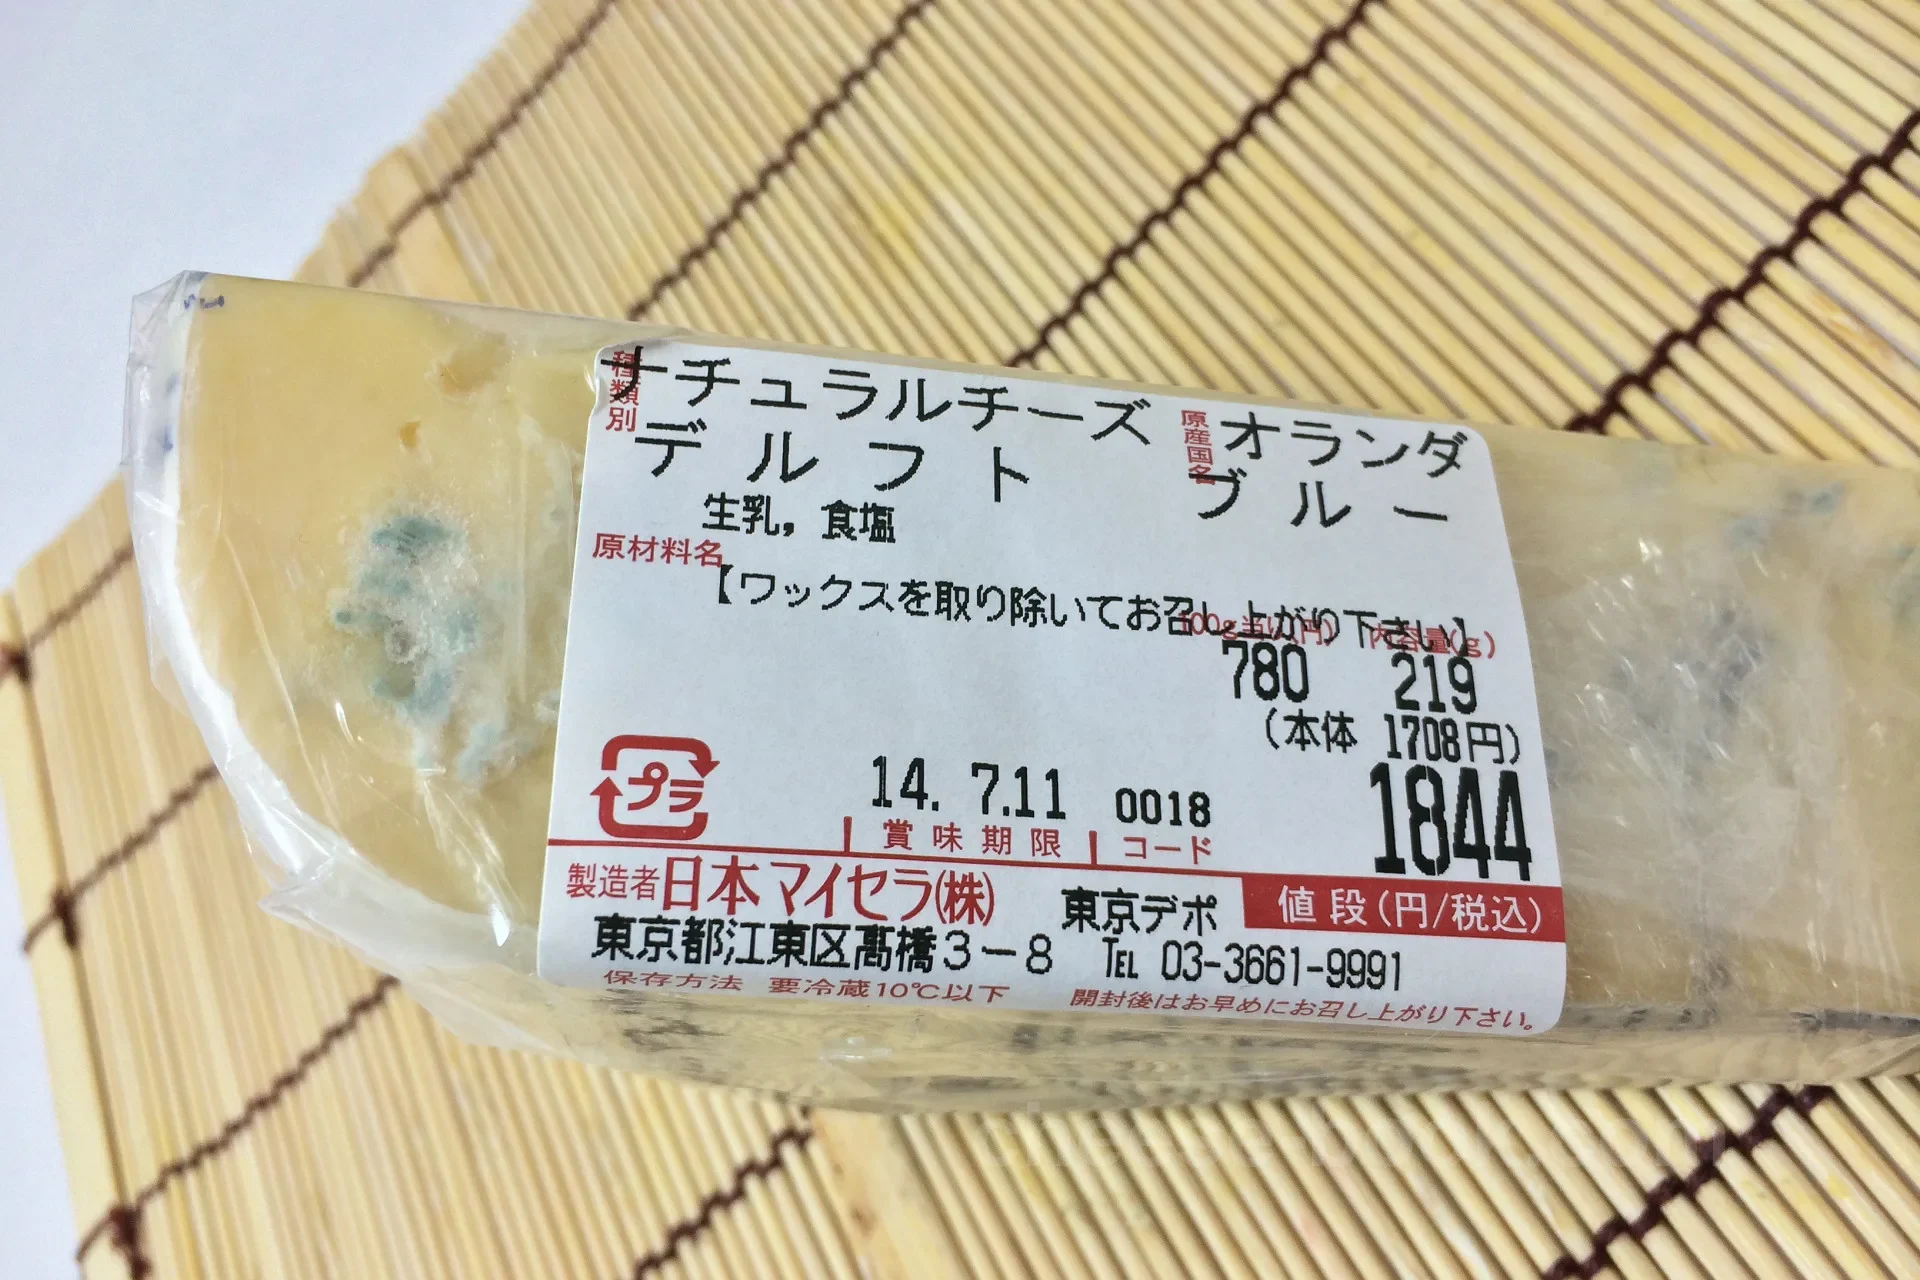 種類別 ナチュラルチーズ 原産国名 オランダ
デルフト ブルー
生乳，食塩
原材料名
【ワックスを取り除いてお召し上がり下さい】
100g当り(円) 内容量(g)
780 219
(本体 1708円)
プラ
14. 7.11 0018 1844
賞味期限 コード
値段(円/税込)
製造者 日本マイセラ(株) 東京デポ
東京都江東区高橋3－8 TEL 03-3661-9991
保存方法 要冷蔵10℃以下 開封後はお早めにお召し上がり下さい。